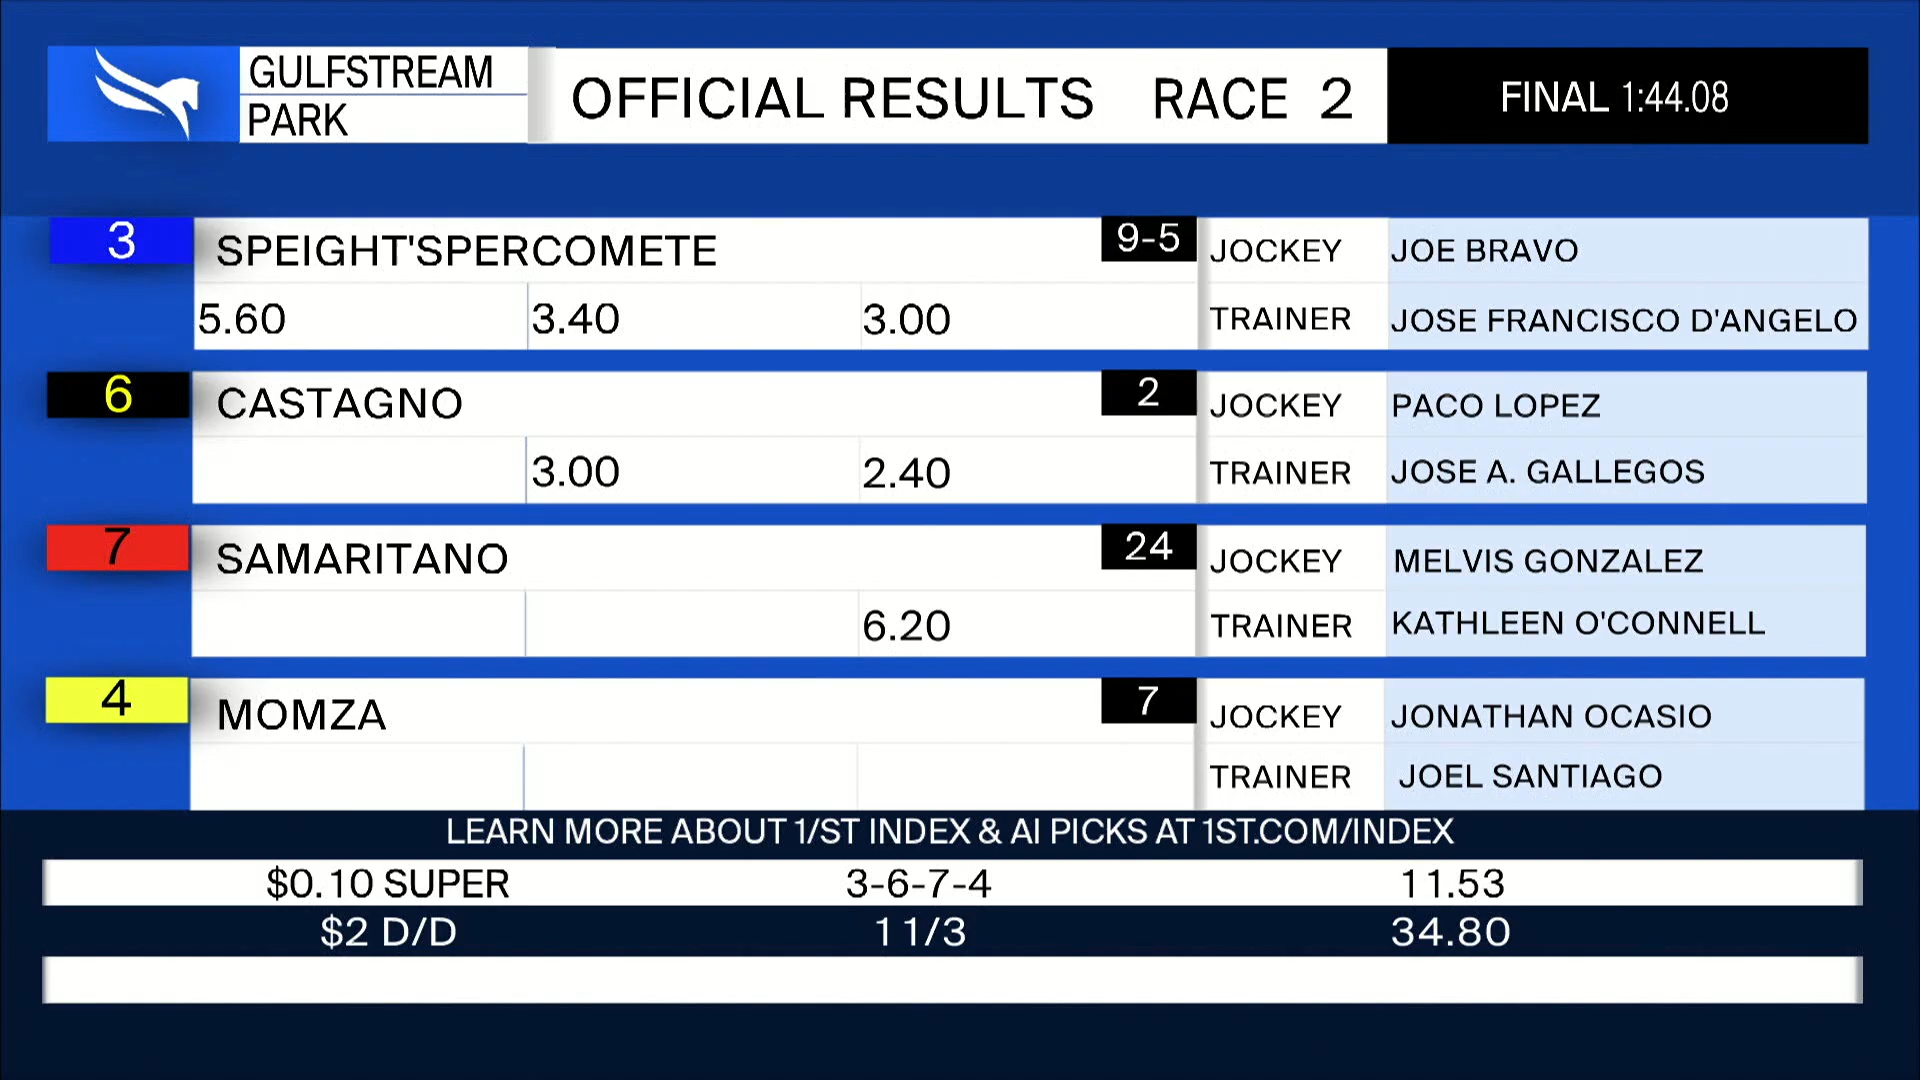 GULFSTREAM
PARK
OFFICIAL RESULTS RACE 2
FINAL 1:44.08
3
SPEIGHT'SPERCOMETE
9-5
JOCKEY JOE BRAVO
5.60 3.40 3.00
TRAINER JOSE FRANCISCO D'ANGELO
6
CASTAGNO
2
JOCKEY PACO LOPEZ
3.00 2.40
TRAINER JOSE A. GALLEGOS
7
SAMARITANO
24
JOCKEY MELVIS GONZALEZ
6.20
TRAINER KATHLEEN O'CONNELL
4
MOMZA
7
JOCKEY JONATHAN OCASIO
TRAINER JOEL SANTIAGO
LEARN MORE ABOUT 1/ST INDEX & AI PICKS AT 1ST.COM/INDEX
$0.10 SUPER 3-6-7-4 11.53
$2 D/D 11/3 34.80